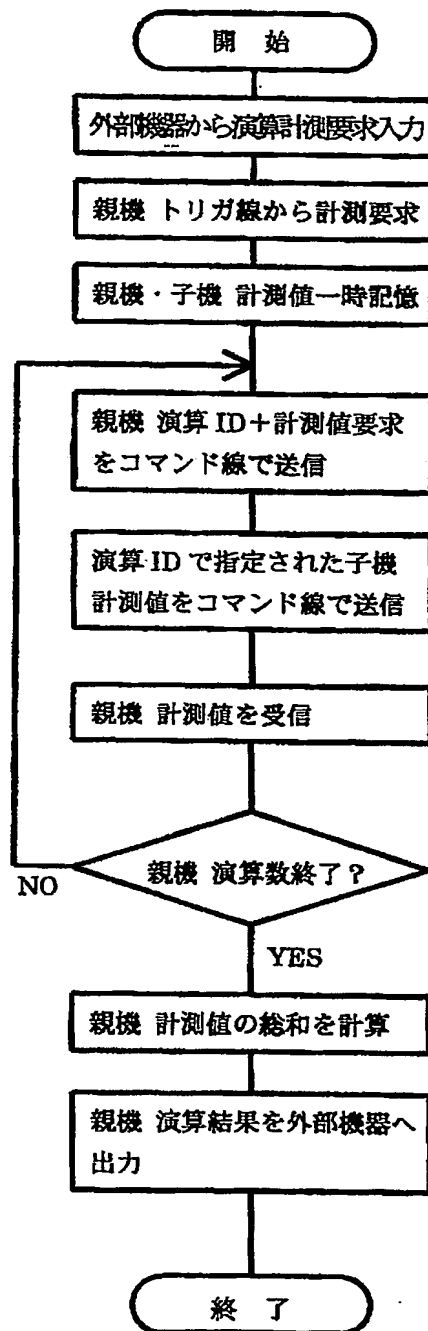 開 始
外部機器から演算計測要求入力
親機 トリガ線から計測要求
親機・子機 計測値一時記憶
親機 演算 ID＋計測値要求
をコマンド線で送信
演算 ID で指定された子機
計測値をコマンド線で送信
親機 計測値を受信
親機 演算数終了？
NO
YES
親機 計測値の総和を計算
親機 演算結果を外部機器へ
出力
終 了